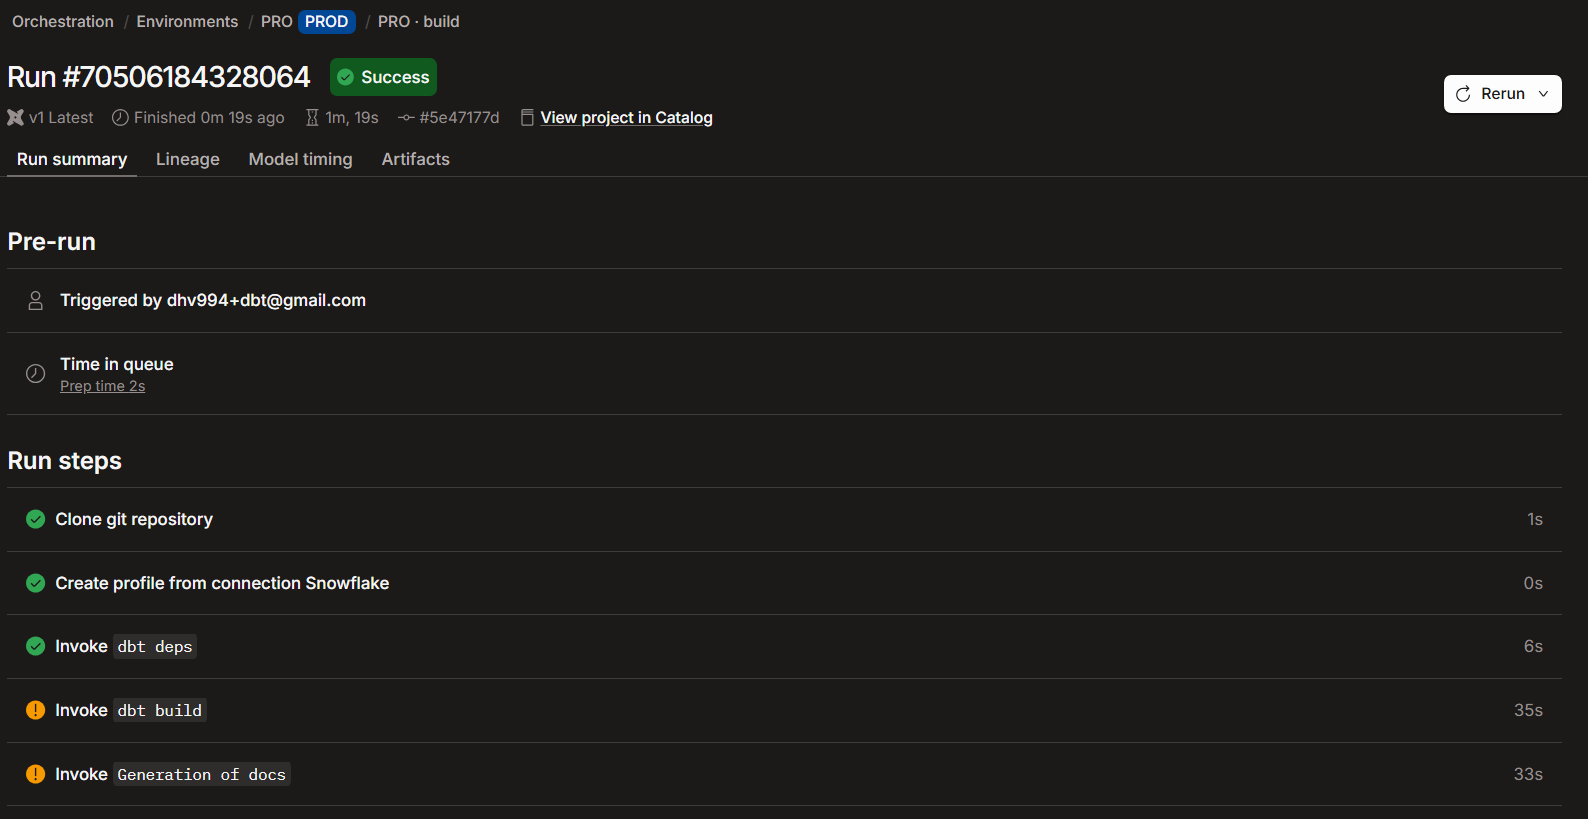 Orchestration / Environments / PRO PROD / PRO · build
Run #70506184328064 Success
Rerun
v1 Latest Finished 0m 19s ago 1m, 19s #5e47177d View project in Catalog
Run summary Lineage Model timing Artifacts
Pre-run
Triggered by dhv994+dbt@gmail.com
Time in queue
Prep time 2s
Run steps
Clone git repository 1s
Create profile from connection Snowflake 0s
Invoke dbt deps 6s
Invoke dbt build 35s
Invoke Generation of docs 33s